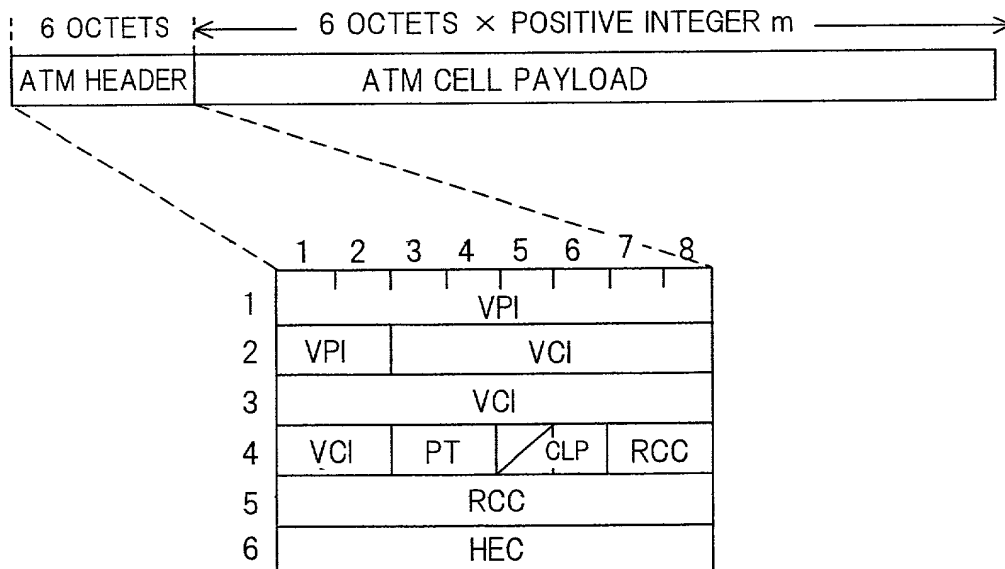 6 OCTETS 6 OCTETS × POSITIVE INTEGER m
ATM HEADER ATM CELL PAYLOAD
1 2 3 4 5 6 7 8
1 VPI
2 VPI VCI
3 VCI
4 VCI PT CLP RCC
5 RCC
6 HEC